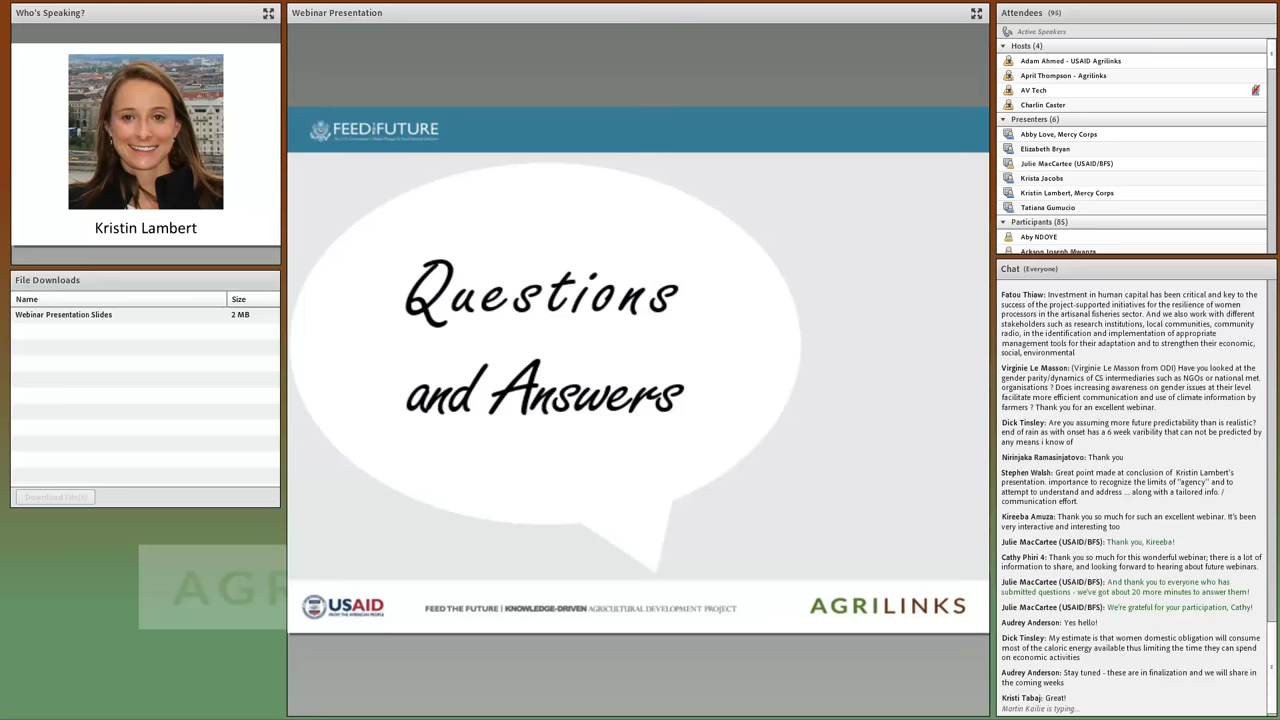 Who's Speaking?
Kristin Lambert
File Downloads
Name Size
Webinar Presentation Slides 2 MB
Download File(s)
AGR
Webinar Presentation
FEED THE FUTURE
Questions
and Answers
USAID
FROM THE AMERICAN PEOPLE
FEED THE FUTURE | KNOWLEDGE-DRIVEN AGRICULTURAL DEVELOPMENT PROJECT
AGRILINKS
Attendees (95)
Active Speakers
Hosts (4)
Adam Ahmed - USAID Agrilinks
April Thompson - Agrilinks
AV Tech
Charlin Caster
Presenters (6)
Abby Love, Mercy Corps
Elizabeth Bryan
Julie MacCartee (USAID/BFS)
Krista Jacobs
Kristin Lambert, Mercy Corps
Tatiana Gumucio
Participants (85)
Aby NDOYE
Ackson Joseph Mwanza
Chat (Everyone)
Fatou Thiaw: Investment in human capital has been critical and key to the
success of the project-supported initiatives for the resilience of women
processors in the artisanal fisheries sector. And we also work with different
stakeholders such as research institutions, local communities, community
radio, in the identification and implementation of appropriate
management tools for their adaptation and to strengthen their economic,
social, environmental
Virginie Le Masson: (Virginie Le Masson from ODI) Have you looked at the
gender parity/dynamics of CS intermediaries such as NGOs or national met
organisations ? Does increasing awareness on gender issues at their level
facilitate more efficient communication and use of climate information by
farmers ? Thank you for an excellent webinar.
Dick Tinsley: Are you assuming more future predictability than is realistic?
end of rain as with onset has a 6 week varibility that can not be predicted by
any means i know of
Nirinjaka Ramasinjatovo: Thank you
Stephen Walsh: Great point made at conclusion of Kristin Lambert's
presentation. importance to recognize the limits of "agency" and to
attempt to understand and address ... along with a tailored info. /
communication effort.
Kireeba Amuza: Thank you so much for such an excellent webinar. It's been
very interactive and interesting too
Julie MacCartee (USAID/BFS): Thank you, Kireeba!
Cathy Phiri 4: Thank you so much for this wonderful webinar; there is a lot of
information to share, and looking forward to hearing about future webinars.
Julie MacCartee (USAID/BFS): And thank you to everyone who has
submitted questions - we've got about 20 more minutes to answer them!
Julie MacCartee (USAID/BFS): We're grateful for your participation, Cathy!
Audrey Anderson: Yes hello!
Dick Tinsley: My estimate is that women domestic obligation will consume
most of the caloric energy available thus limiting the time they can spend
on economic activities
Audrey Anderson: Stay tuned - these are in finalization and we will share in
the coming weeks
Kristi Tabaj: Great!
Martin Kailie is typing...